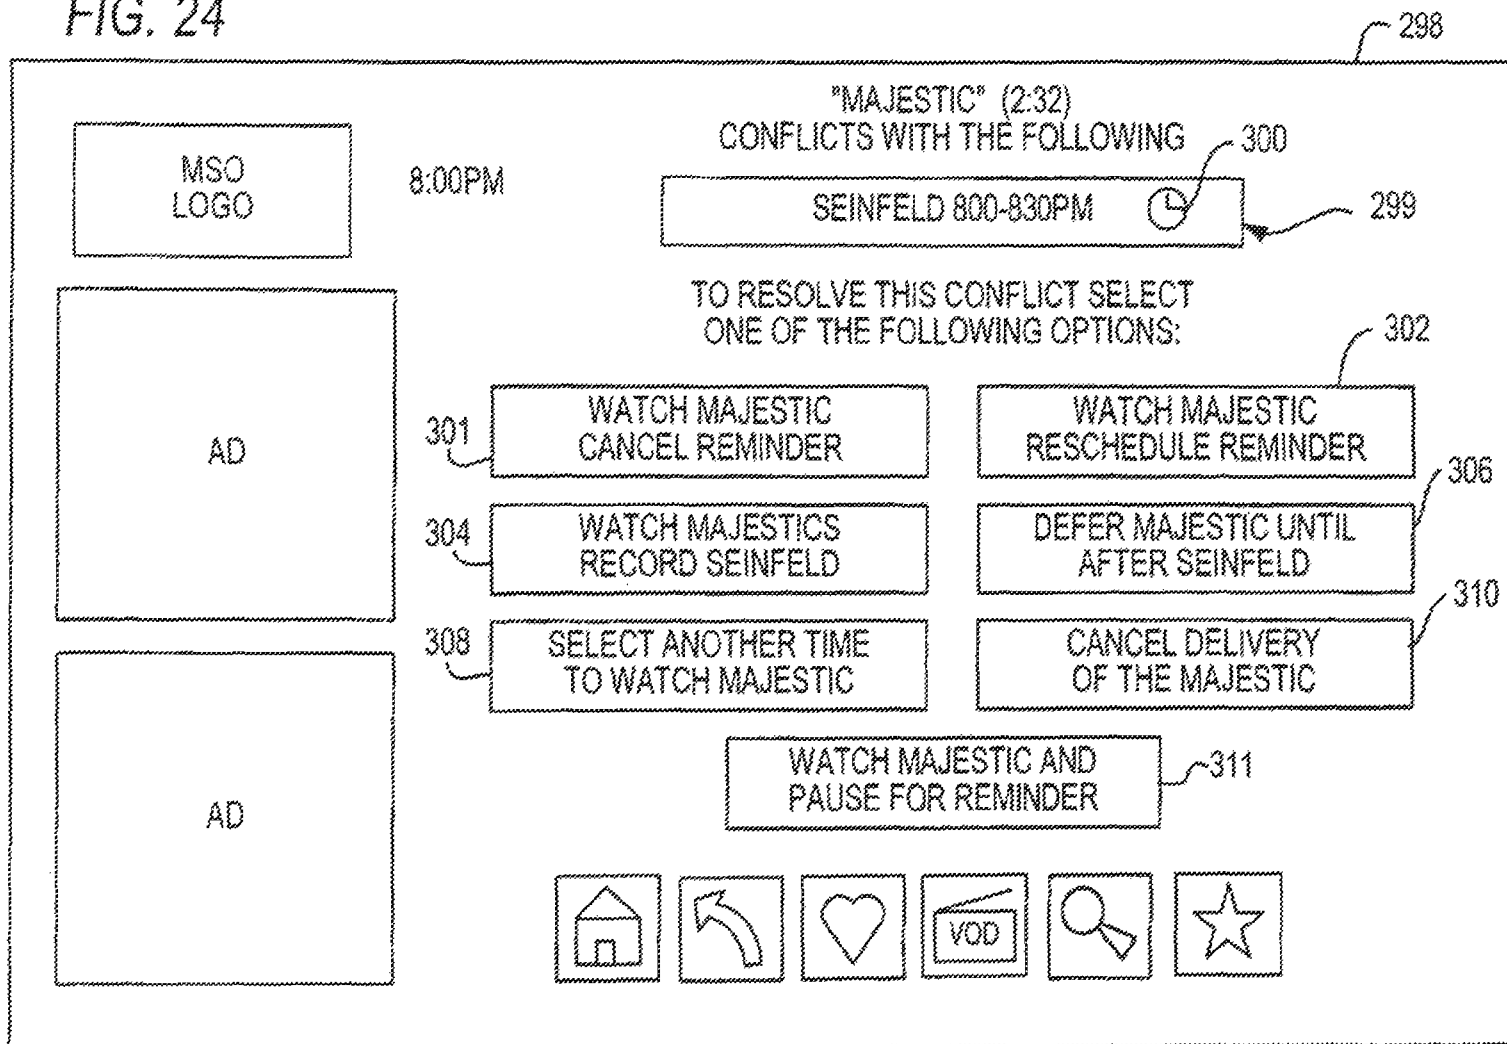 FIG. 24
298
"MAJESTIC" (2:32)
CONFLICTS WITH THE FOLLOWING
300
MSO
LOGO
8:00PM
SEINFELD 800-830PM
299
TO RESOLVE THIS CONFLICT SELECT
ONE OF THE FOLLOWING OPTIONS:
302
AD
301
WATCH MAJESTIC
CANCEL REMINDER
WATCH MAJESTIC
RESCHEDULE REMINDER
306
304
WATCH MAJESTICS
RECORD SEINFELD
DEFER MAJESTIC UNTIL
AFTER SEINFELD
310
308
SELECT ANOTHER TIME
TO WATCH MAJESTIC
CANCEL DELIVERY
OF THE MAJESTIC
AD
WATCH MAJESTIC AND
PAUSE FOR REMINDER
311
VOD